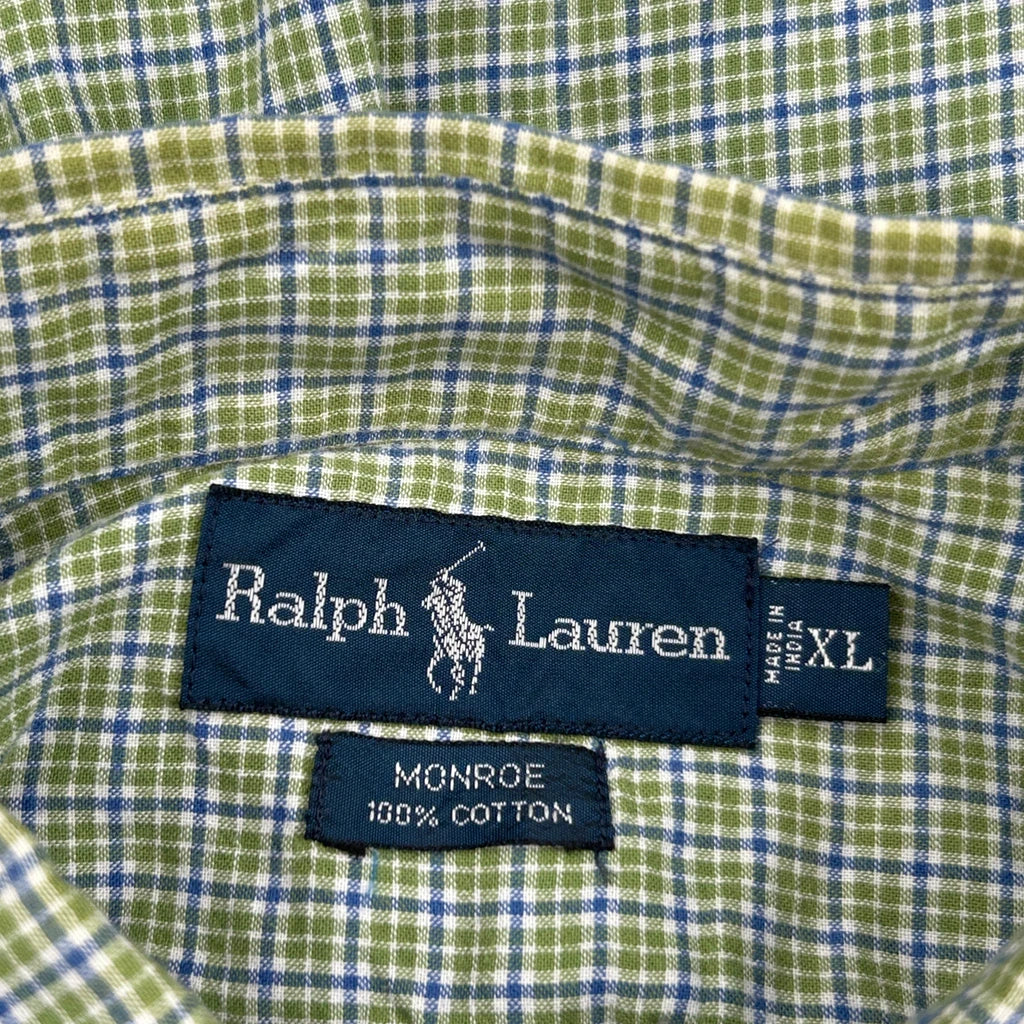 Ralph Lauren
MADE IN
INDIA
XL
MONROE
100% COTTON